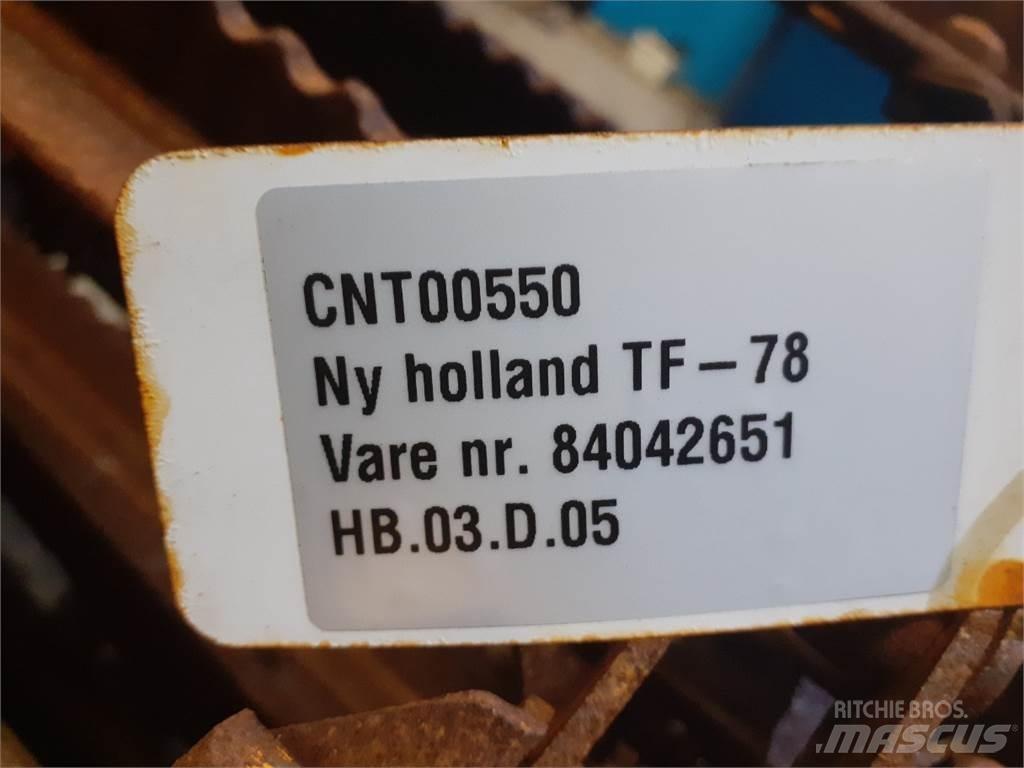 CNT00550
Ny holland TF-78
Vare nr. 84042651
HB.03.D.05
RITCHIE BROS.
MASCUS